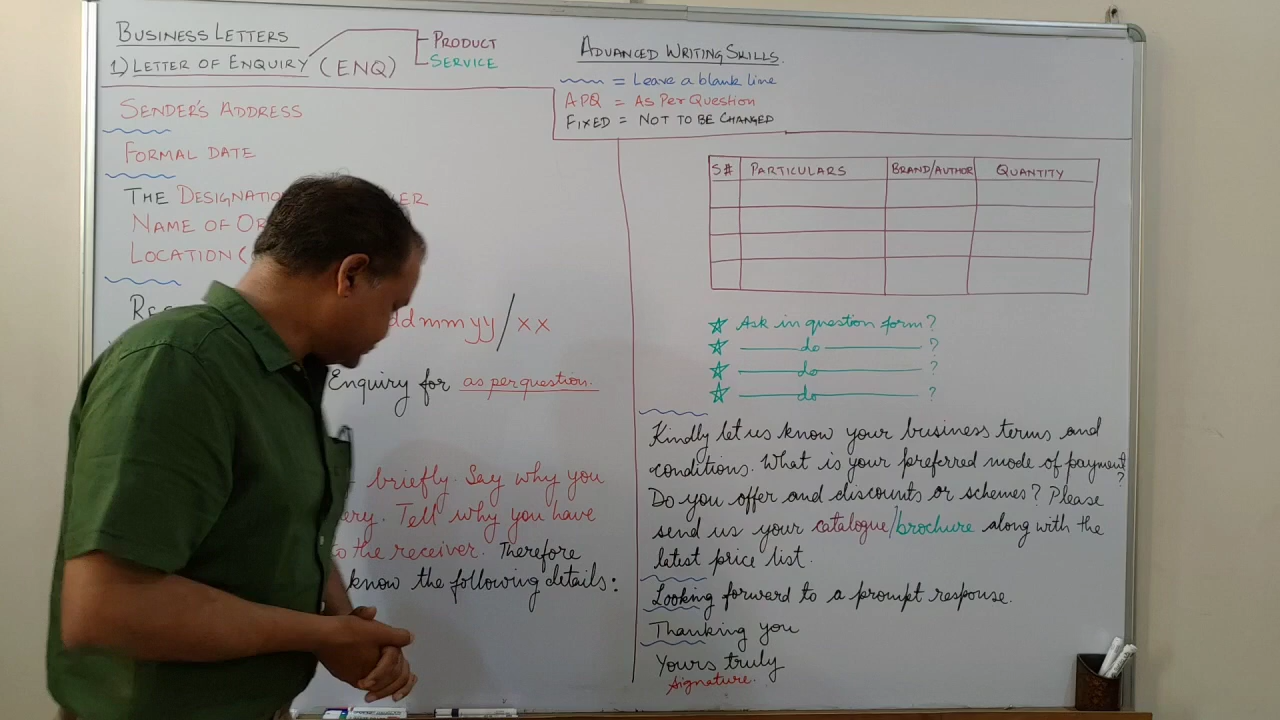 BUSINESS LETTERS
1) LETTER OF ENQUIRY (ENQ)
PRODUCT
SERVICE
SENDER'S ADDRESS
FORMAL DATE
THE DESIGNATIO
NAME OF OR
LOCATION (
ddmmyy/xx
Enquiry for as per question.
briefly. Say why you
Tell why you have
to the receiver. Therefore
know the following details:
ADVANCED WRITING SKILLS.
= Leave a blank line
APQ = As Per Question
FIXED = NOT TO BE CHANGED
S# PARTICULARS BRAND/AUTHOR QUANTITY
Ask in question form?
do ?
do ?
do ?
Kindly let us know your business terms and
conditions. What is your preferred mode of payment?
Do you offer and discounts or schemes? Please
send us your catalogue/brochure along with the
latest price list.
Looking forward to a prompt response.
Thanking you
Yours truly
Signature.